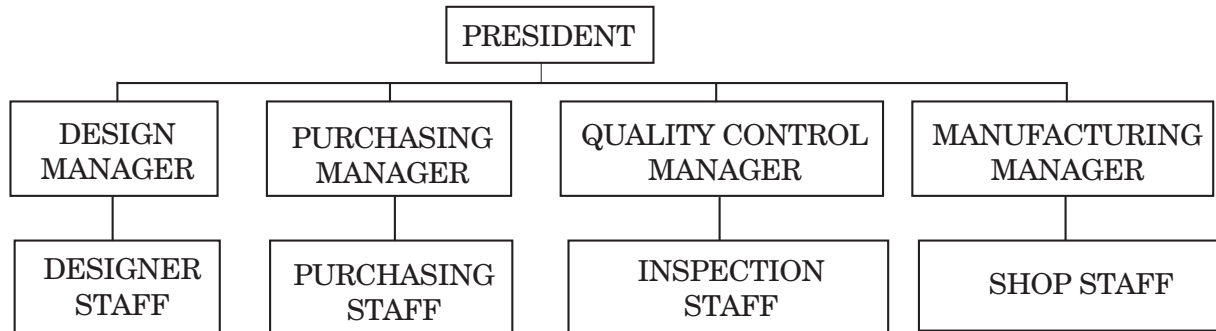 PRESIDENT
DESIGN
MANAGER
PURCHASING
MANAGER
QUALITY CONTROL
MANAGER
MANUFACTURING
MANAGER
DESIGNER
STAFF
PURCHASING
STAFF
INSPECTION
STAFF
SHOP STAFF